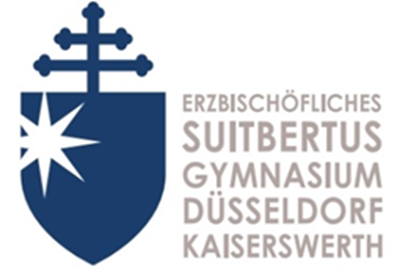 ERZBISCHÖFLICHES
SUITBERTUS
GYMNASIUM
DÜSSELDORF
KAISERSWERTH